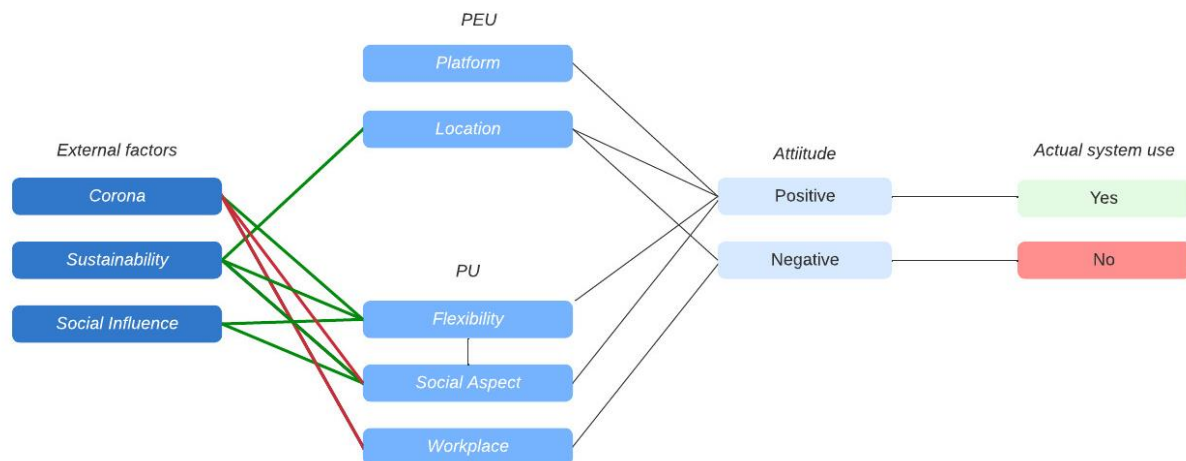 PEU
Platform
Location
External factors
Corona
Sustainability
Social Influence
PU
Flexibility
Social Aspect
Workplace
Attiitude
Positive
Negative
Actual system use
Yes
No